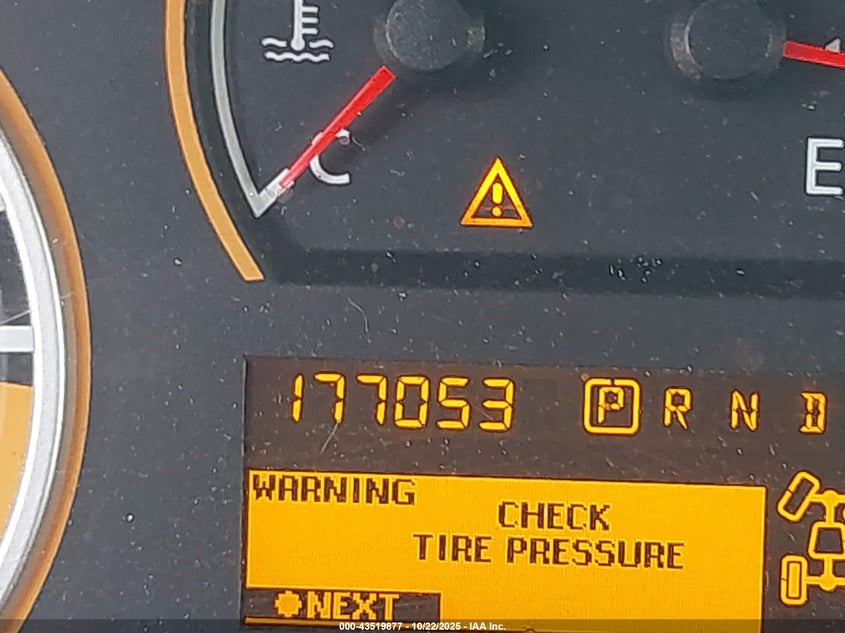 C
E
177053 P R N D
WARNING
CHECK
TIRE PRESSURE
NEXT
000-43519877 - 10/22/2025 - IAA Inc.